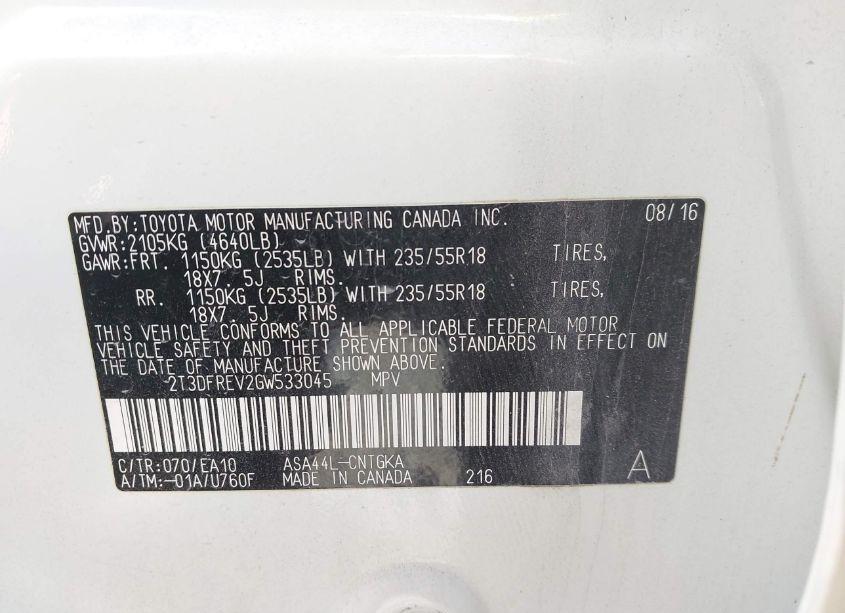 MFD.BY:TOYOTA MOTOR MANUFACTURING CANADA INC. 08/16
GVWR:2105KG (4640LB)
GAWR:FRT. 1150KG (2535LB) WITH 235/55R18 TIRES,
18X7. 5J RIMS.
RR. 1150KG (2535LB) WITH 235/55R18 TIRES,
18X7. 5J RIMS.
THIS VEHICLE CONFORMS TO ALL APPLICABLE FEDERAL MOTOR
VEHICLE SAFETY AND THEFT PREVENTION STANDARDS IN EFFECT ON
THE DATE OF MANUFACTURE SHOWN ABOVE.
2T3DFREV2GW533045 MPV
C/TR:070/EA10 ASA44L-CNTGKA A
A/TM:-01A/U760F MADE IN CANADA 216